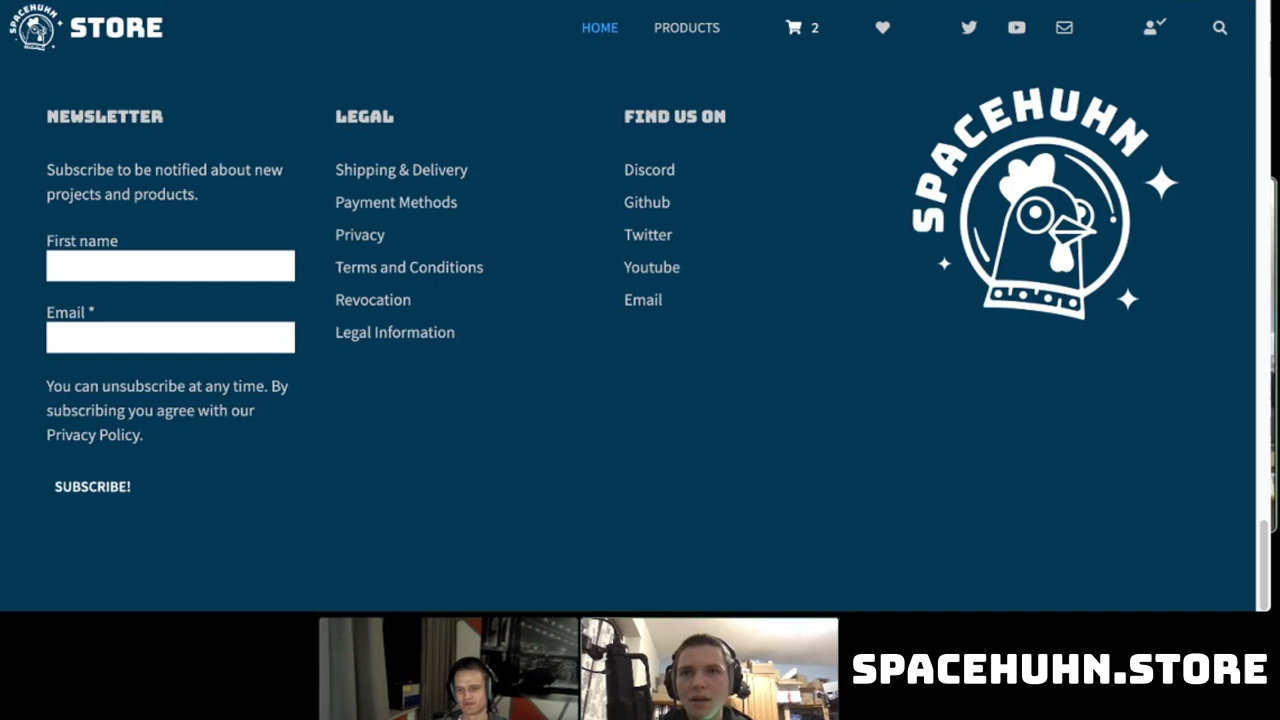 SPACEHUHN
STORE
HOME
PRODUCTS
2
NEWSLETTER
Subscribe to be notified about new
projects and products.
First name
Email *
You can unsubscribe at any time. By
subscribing you agree with our
Privacy Policy.
SUBSCRIBE!
LEGAL
Shipping & Delivery
Payment Methods
Privacy
Terms and Conditions
Revocation
Legal Information
FIND US ON
Discord
Github
Twitter
Youtube
Email
SPACEHUHN
SPACEHUHN.STORE